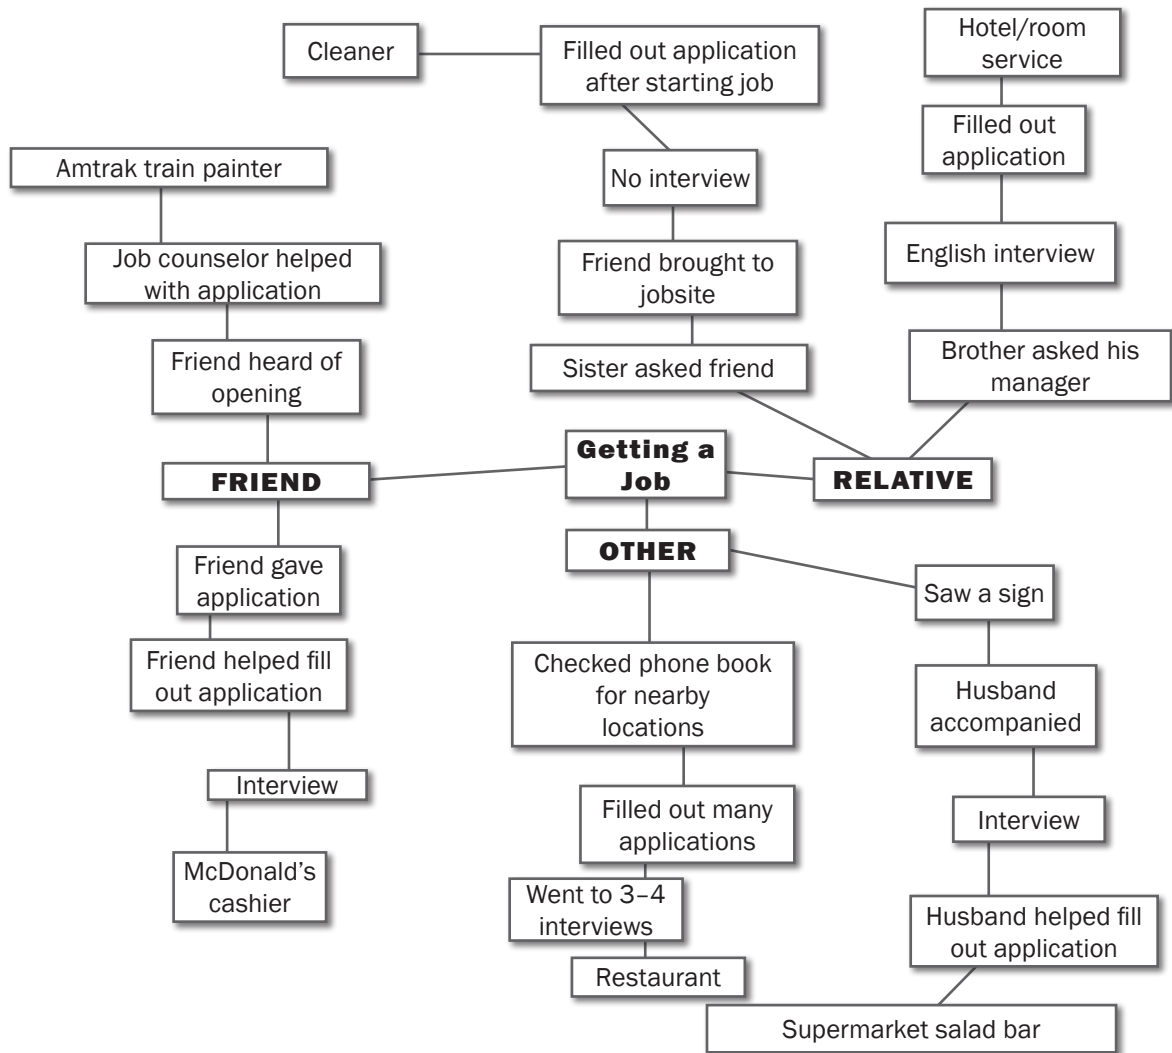 Cleaner
Filled out application
after starting job
Hotel/room
service
Filled out
application
Amtrak train painter
No interview
Job counselor helped
with application
Friend brought to
jobsite
English interview
Friend heard of
opening
Sister asked friend
Brother asked his
manager
Getting a
Job
FRIEND
RELATIVE
OTHER
Friend gave
application
Saw a sign
Friend helped fill
out application
Checked phone book
for nearby
locations
Husband
accompanied
Interview
Filled out many
applications
Interview
McDonald's
cashier
Went to 3–4
interviews
Husband helped fill
out application
Restaurant
Supermarket salad bar